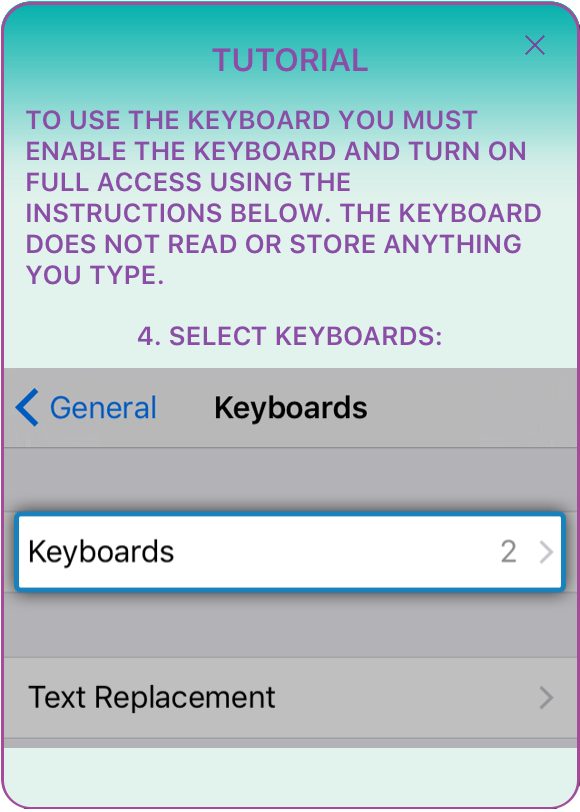 TUTORIAL
TO USE THE KEYBOARD YOU MUST
ENABLE THE KEYBOARD AND TURN ON
FULL ACCESS USING THE
INSTRUCTIONS BELOW. THE KEYBOARD
DOES NOT READ OR STORE ANYTHING
YOU TYPE.
4. SELECT KEYBOARDS:
General Keyboards
Keyboards 2
Text Replacement